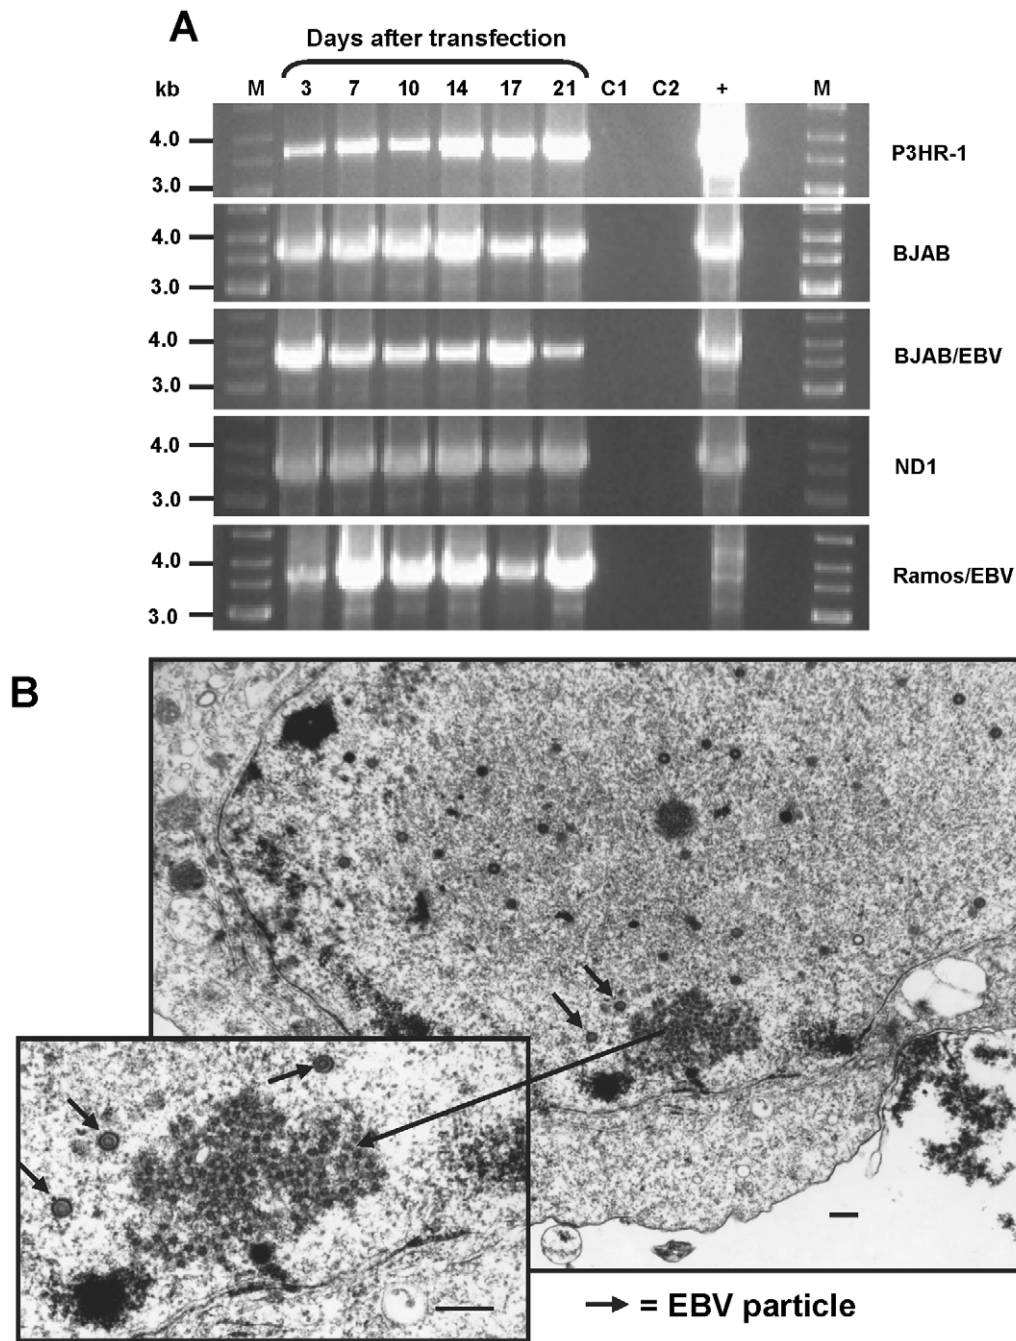 A
Days after transfection
kb M 3 7 10 14 17 21 C1 C2 + M
4.0
3.0
P3HR-1
4.0
3.0
BJAB
4.0
3.0
BJAB/EBV
4.0
3.0
ND1
4.0
3.0
Ramos/EBV
B
= EBV particle